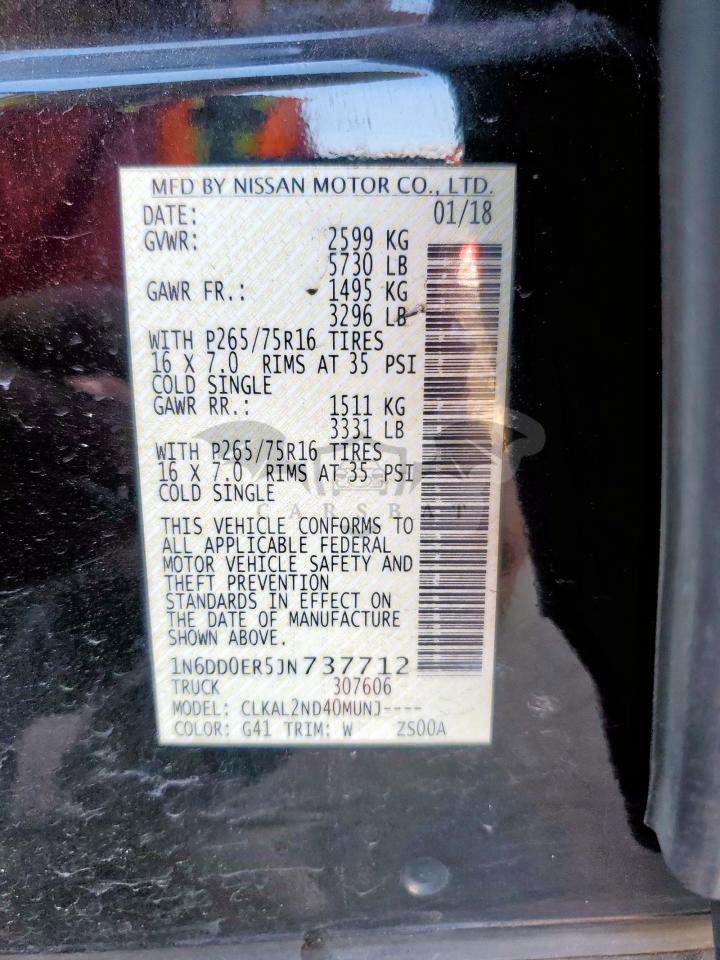 MFD BY NISSAN MOTOR CO., LTD.
DATE: 01/18
GVWR: 2599 KG
5730 LB
GAWR FR.: 1495 KG
3296 LB
WITH P265/75R16 TIRES
16 X 7.0 RIMS AT 35 PSI
COLD SINGLE
GAWR RR.: 1511 KG
3331 LB
WITH P265/75R16 TIRES
16 X 7.0 RIMS AT 35 PSI
COLD SINGLE
CARSBAT
THIS VEHICLE CONFORMS TO
ALL APPLICABLE FEDERAL
MOTOR VEHICLE SAFETY AND
THEFT PREVENTION
STANDARDS IN EFFECT ON
THE DATE OF MANUFACTURE
SHOWN ABOVE.
1N6DD0ER5JN737712
TRUCK 307606
MODEL: CLKAL2ND40MUNJ----
COLOR: G41 TRIM: W ZS00A